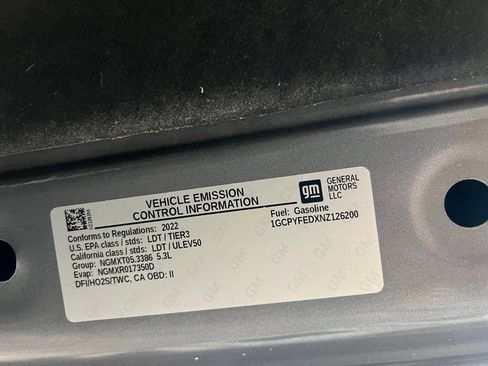 VEHICLE EMISSION
CONTROL INFORMATION
gm
GENERAL
MOTORS
LLC
Conforms to Regulations: 2022
U.S. EPA class / stds: LDT / TIER3
California class / stds: LDT / ULEV50
Group: NGMXT05.3386 5.3L
Evap: NGMXR017350D
DFI/HO2S/TWC, CA OBD: II
Fuel: Gasoline
1GCPYFEDXNZ126200